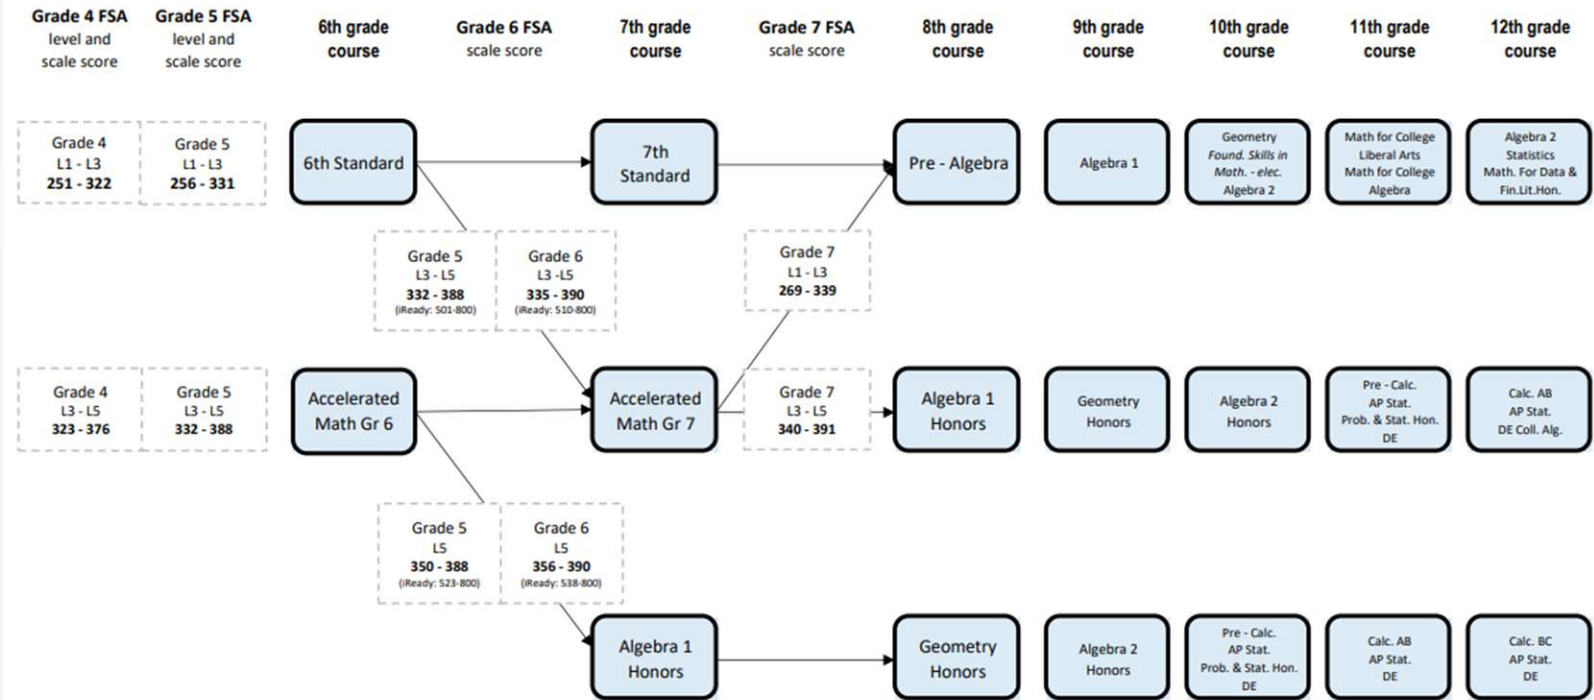 Grade 4 FSA
level and
scale score
Grade 5 FSA
level and
scale score
6th grade
course
Grade 6 FSA
scale score
7th grade
course
Grade 7 FSA
scale score
8th grade
course
9th grade
course
10th grade
course
11th grade
course
12th grade
course
Grade 4
L1 - L3
251 - 322
Grade 5
L1 - L3
256 - 331
6th Standard
7th
Standard
Pre - Algebra
Algebra 1
Geometry
Found. Skills in
Math. - elec.
Algebra 2
Math for College
Liberal Arts
Math for College
Algebra
Algebra 2
Statistics
Math. For Data &
Fin.Lit.Hon.
Grade 5
L3 - L5
332 - 388
(iReady: 501-800)
Grade 6
L3 -L5
335 - 390
(iReady: 510-800)
Grade 7
L1 - L3
269 - 339
Grade 4
L3 - L5
323 - 376
Grade 5
L3 - L5
332 - 388
Accelerated
Math Gr 6
Accelerated
Math Gr 7
Grade 7
L3 - L5
340 - 391
Algebra 1
Honors
Geometry
Honors
Algebra 2
Honors
Pre - Calc.
AP Stat.
Prob. & Stat. Hon.
DE
Calc. AB
AP Stat.
DE Coll. Alg.
Grade 5
L5
350 - 388
(iReady: 523-800)
Grade 6
L5
356 - 390
(iReady: 538-800)
Algebra 1
Honors
Geometry
Honors
Algebra 2
Honors
Pre - Calc.
AP Stat.
Prob. & Stat. Hon.
DE
Calc. AB
AP Stat.
DE
Calc. BC
AP Stat.
DE